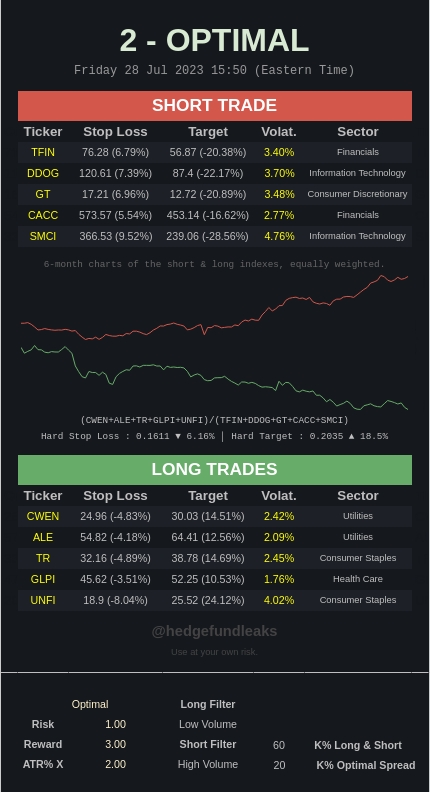 2 - OPTIMAL
Friday 28 Jul 2023 15:50 (Eastern Time)
SHORT TRADE
Ticker Stop Loss Target Volat. Sector
TFIN 76.28 (6.79%) 56.87 (-20.38%) 3.40% Financials
DDOG 120.61 (7.39%) 87.4 (-22.17%) 3.70% Information Technology
GT 17.21 (6.96%) 12.72 (-20.89%) 3.48% Consumer Discretionary
CACC 573.57 (5.54%) 453.14 (-16.62%) 2.77% Financials
SMCI 366.53 (9.52%) 239.06 (-28.56%) 4.76% Information Technology
6-month charts of the short & long indexes, equally weighted.
(CWEN+ALE+TR+GLPI+UNFI)/(TFIN+DDOG+GT+CACC+SMCI)
Hard Stop Loss : 0.1611 ▼ 6.16% | Hard Target : 0.2035 ▲ 18.5%
LONG TRADES
Ticker Stop Loss Target Volat. Sector
CWEN 24.96 (-4.83%) 30.03 (14.51%) 2.42% Utilities
ALE 54.82 (-4.18%) 64.41 (12.56%) 2.09% Utilities
TR 32.16 (-4.89%) 38.78 (14.69%) 2.45% Consumer Staples
GLPI 45.62 (-3.51%) 52.25 (10.53%) 1.76% Health Care
UNFI 18.9 (-8.04%) 25.52 (24.12%) 4.02% Consumer Staples
@hedgefundleaks
Use at your own risk.
Optimal Long Filter
Risk 1.00 Low Volume
Reward 3.00 Short Filter 60 K% Long & Short
ATR% X 2.00 High Volume 20 K% Optimal Spread